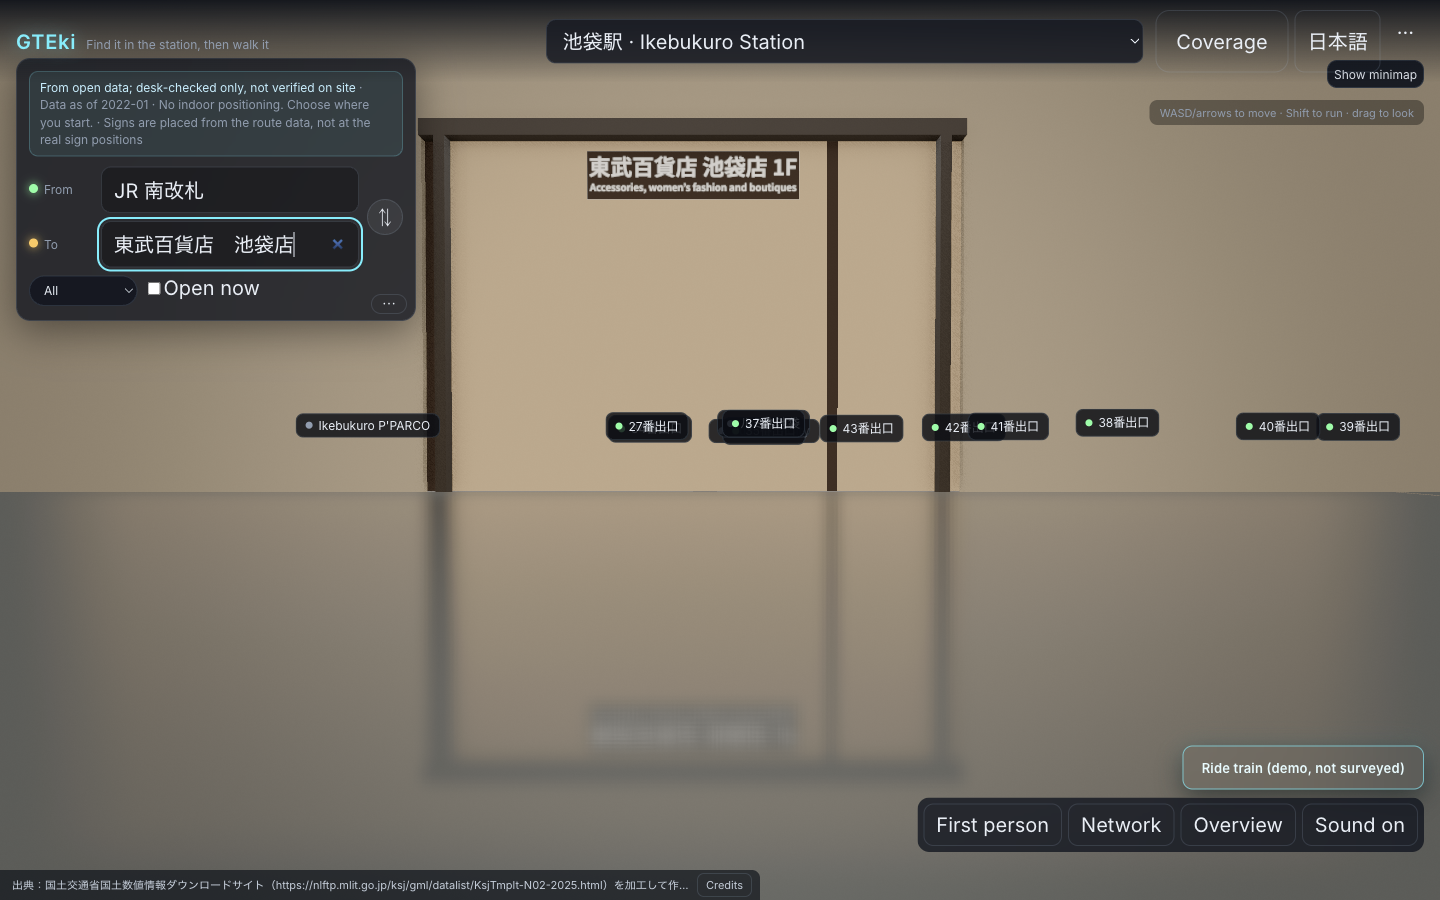 GTEki Find it in the station, then walk it
池袋駅 · Ikebukuro Station
Coverage
日本語
···
Show minimap
WASD/arrows to move · Shift to run · drag to look
From open data; desk-checked only, not verified on site ·
Data as of 2022-01 · No indoor positioning. Choose where
you start. · Signs are placed from the route data, not at the
real sign positions
From
JR 南改札
To
東武百貨店　池袋店
All
Open now
···
東武百貨店 池袋店 1F
Accessories, women's fashion and boutiques
Ikebukuro P'PARCO
27番出口
37番出口
43番出口
42番
41番出口
38番出口
40番出口
39番出口
Ride train (demo, not surveyed)
First person
Network
Overview
Sound on
出典：国土交通省国土数値情報ダウンロードサイト（https://nlftp.mlit.go.jp/ksj/gml/datalist/KsjTmplt-N02-2025.html）を加工して作...
Credits